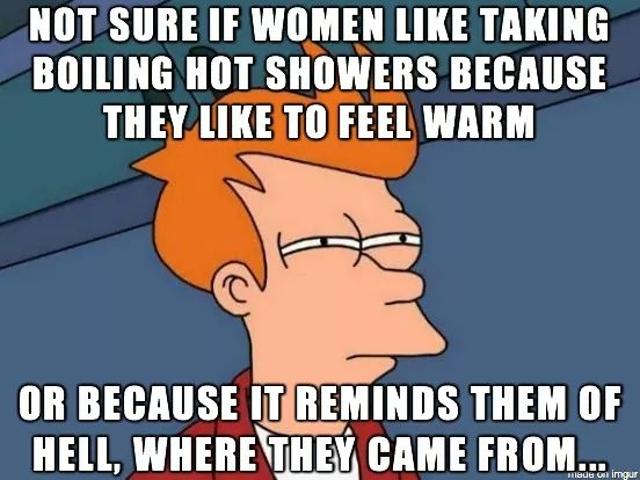 NOT SURE IF WOMEN LIKE TAKING
BOILING HOT SHOWERS BECAUSE
THEY LIKE TO FEEL WARM
OR BECAUSE IT REMINDS THEM OF
HELL, WHERE THEY CAME FROM...
made on imgur